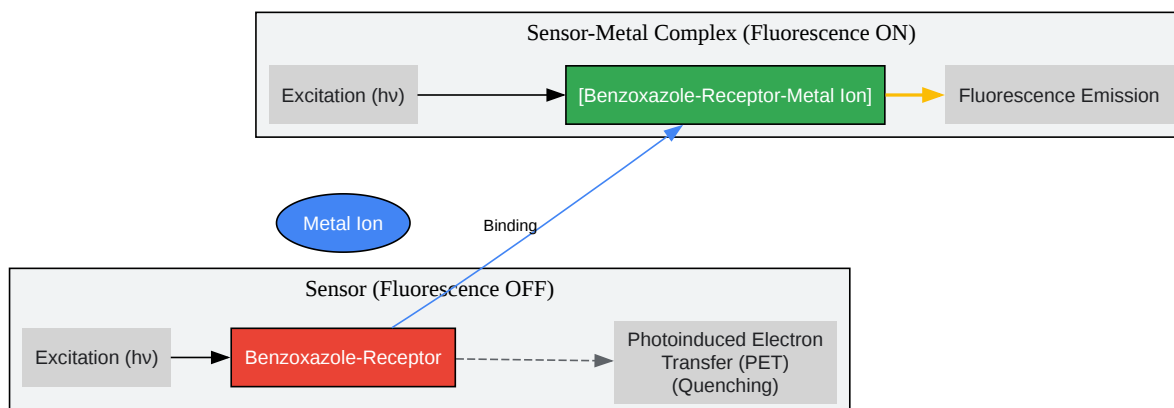 Sensor-Metal Complex (Fluorescence ON)
Excitation (hν)
[Benzoxazole-Receptor-Metal Ion]
Fluorescence Emission
Metal Ion
Binding
Sensor (Fluorescence OFF)
Excitation (hν)
Benzoxazole-Receptor
Photoinduced Electron
Transfer (PET)
(Quenching)